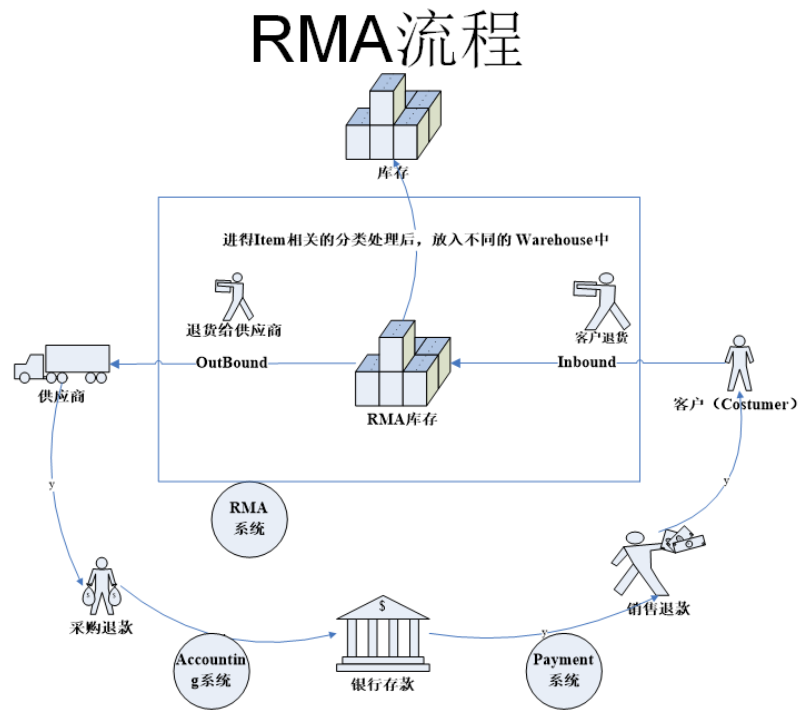 RMA流程
库存
进得Item相关的分类处理后，放入不同的 Warehouse中
退货给供应商
客户退货
OutBound
Inbound
供应商
RMA库存
客户（Costumer）
y
y
RMA
系统
$ $
$
采购退款
销售退款
y
Accountin
g系统
银行存款
Payment
系统